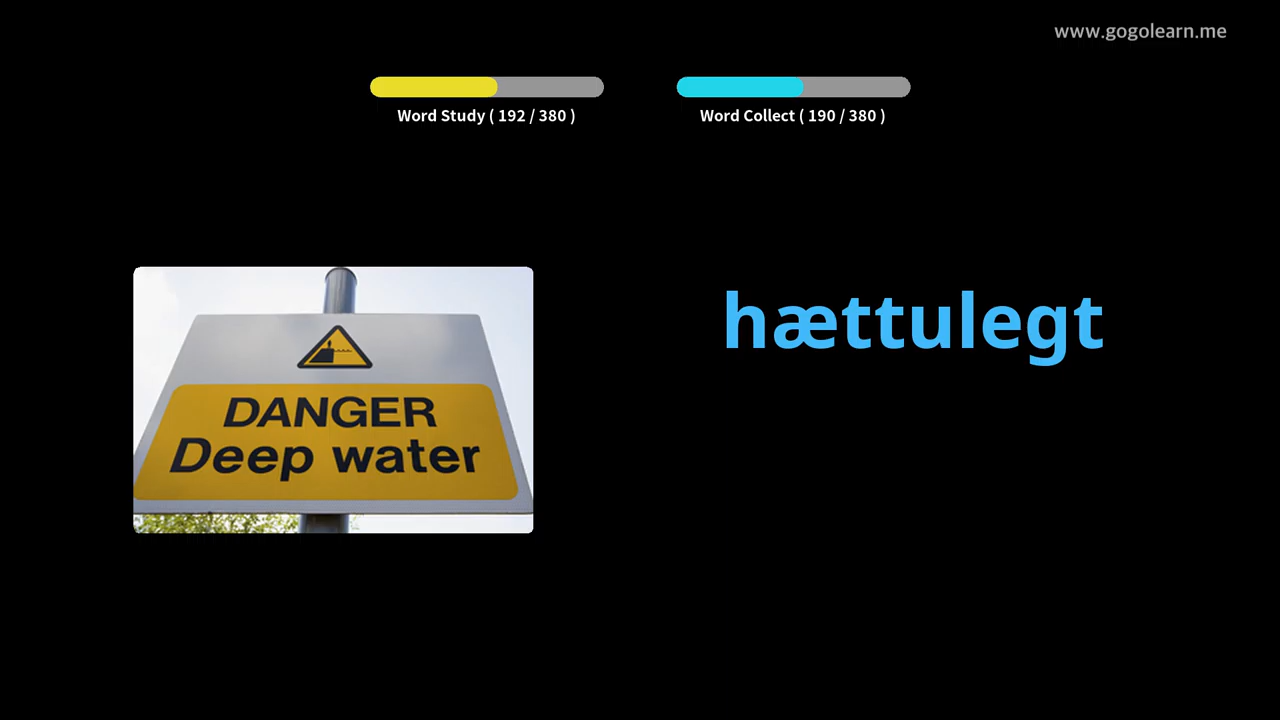 www.gogolearn.me
Word Study ( 192 / 380 )
Word Collect ( 190 / 380 )
DANGER
Deep water
hættulegt